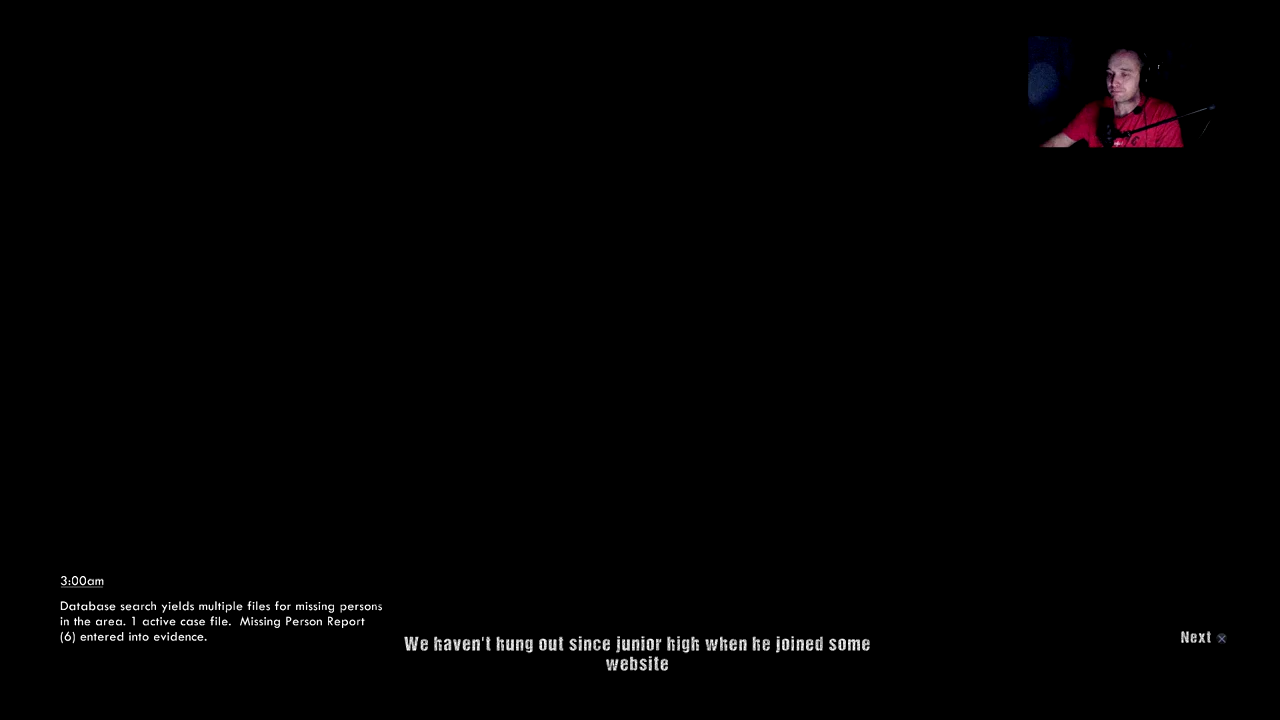 3:00am
Database search yields multiple files for missing persons
in the area. 1 active case file.  Missing Person Report
(6) entered into evidence.
We haven't hung out since junior high when he joined some
website
Next